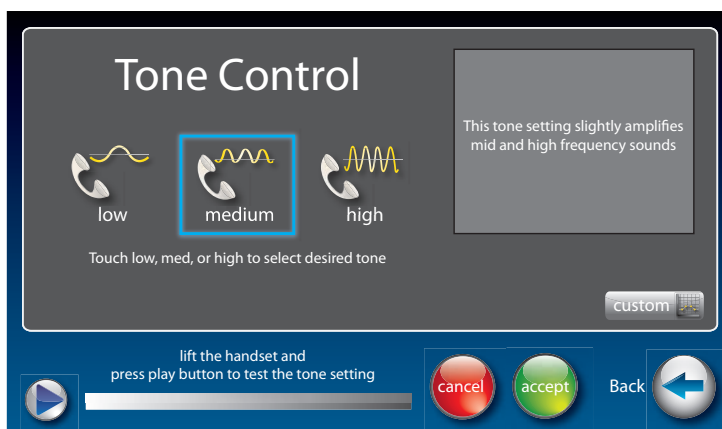 Tone Control
This tone setting slightly amplifies
mid and high frequency sounds
low
medium
high
Touch low, med, or high to select desired tone
custom
lift the handset and
press play button to test the tone setting
cancel
accept
Back